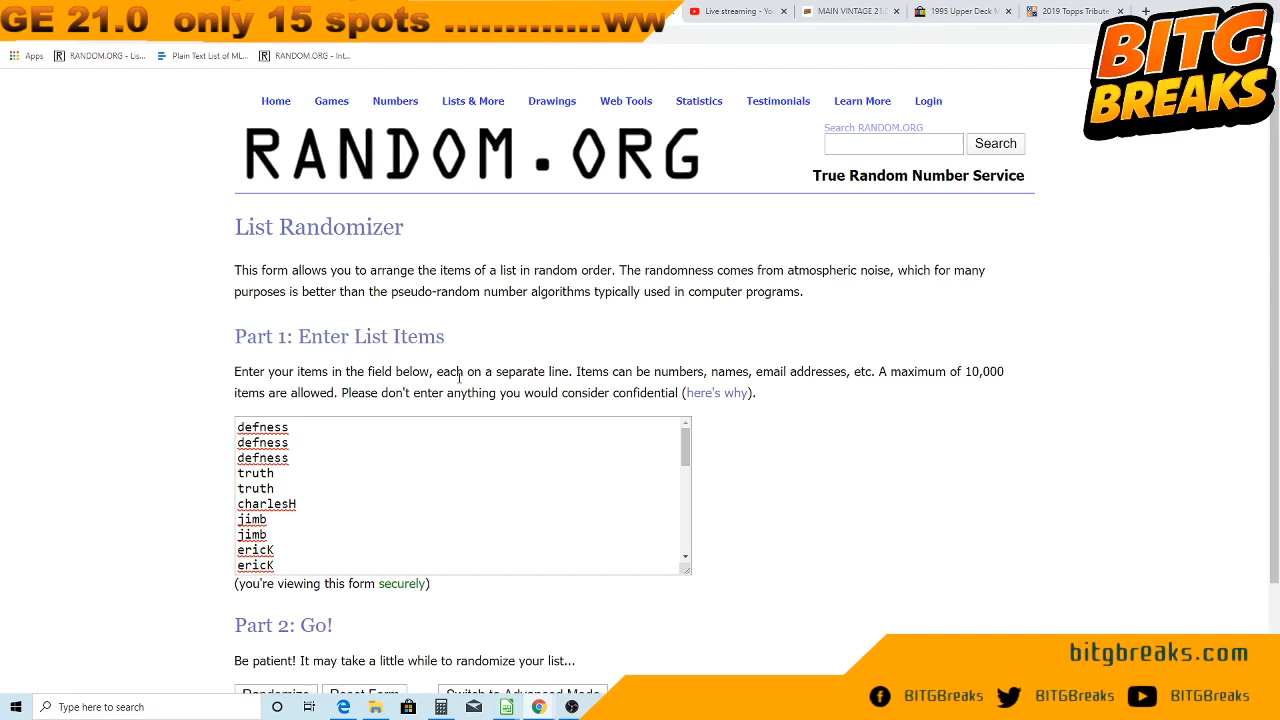 GE 21.0 only 15 spots .............ww
Live streaming - Yo
MAIN VINTAGE 21.
1995 Upper Deck M
2019 Topps Tribute
BITG
BREAKS
Apps
RANDOM.ORG - Lis...
Plain Text List of ML...
RANDOM.ORG - Int...
Home
Games
Numbers
Lists & More
Drawings
Web Tools
Statistics
Testimonials
Learn More
Login
Search RANDOM.ORG
RANDOM.ORG
Search
True Random Number Service
List Randomizer
This form allows you to arrange the items of a list in random order. The randomness comes from atmospheric noise, which for many
purposes is better than the pseudo-random number algorithms typically used in computer programs.
Part 1: Enter List Items
Enter your items in the field below, each on a separate line. Items can be numbers, names, email addresses, etc. A maximum of 10,000
items are allowed. Please don't enter anything you would consider confidential (here's why).
defness
defness
defness
truth
truth
charlesH
jimb
jimb
ericK
ericK
(you're viewing this form securely)
Part 2: Go!
Be patient! It may take a little while to randomize your list...
Randomize
Reset Form
Switch to Advanced Mode
bitgbreaks.com
BITGBreaks
BITGBreaks
BITGBreaks
Type here to search